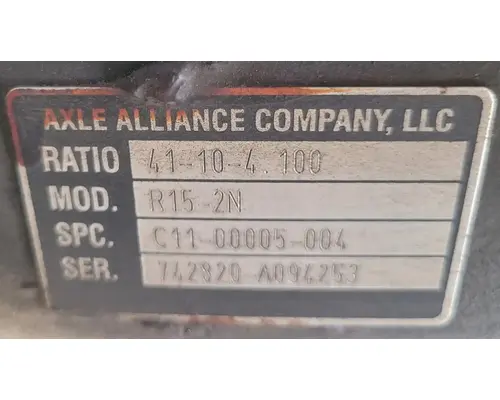 AXLE ALLIANCE COMPANY, LLC
RATIO 41-10-4.100
MOD. R15-2N
SPC. C11-00005-004
SER. 742820 A094253